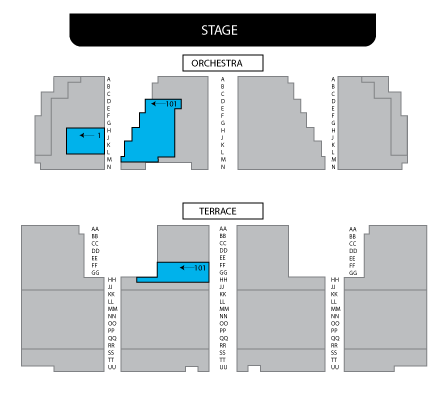 STAGE
ORCHESTRA
A A A
B B B
C C C
D 101 D D
E E E
F F F
G G G
H H H
1 J J J
K K K
L L L
M M M
N N N
TERRACE
AA AA AA
BB BB BB
CC CC CC
DD DD DD
EE EE EE
FF 101 FF FF
GG GG GG
HH HH HH
JJ JJ JJ
KK KK KK
LL LL LL
MM MM MM
NN NN NN
OO OO OO
PP PP PP
QQ QQ QQ
RR RR RR
SS SS SS
TT TT TT
UU UU UU